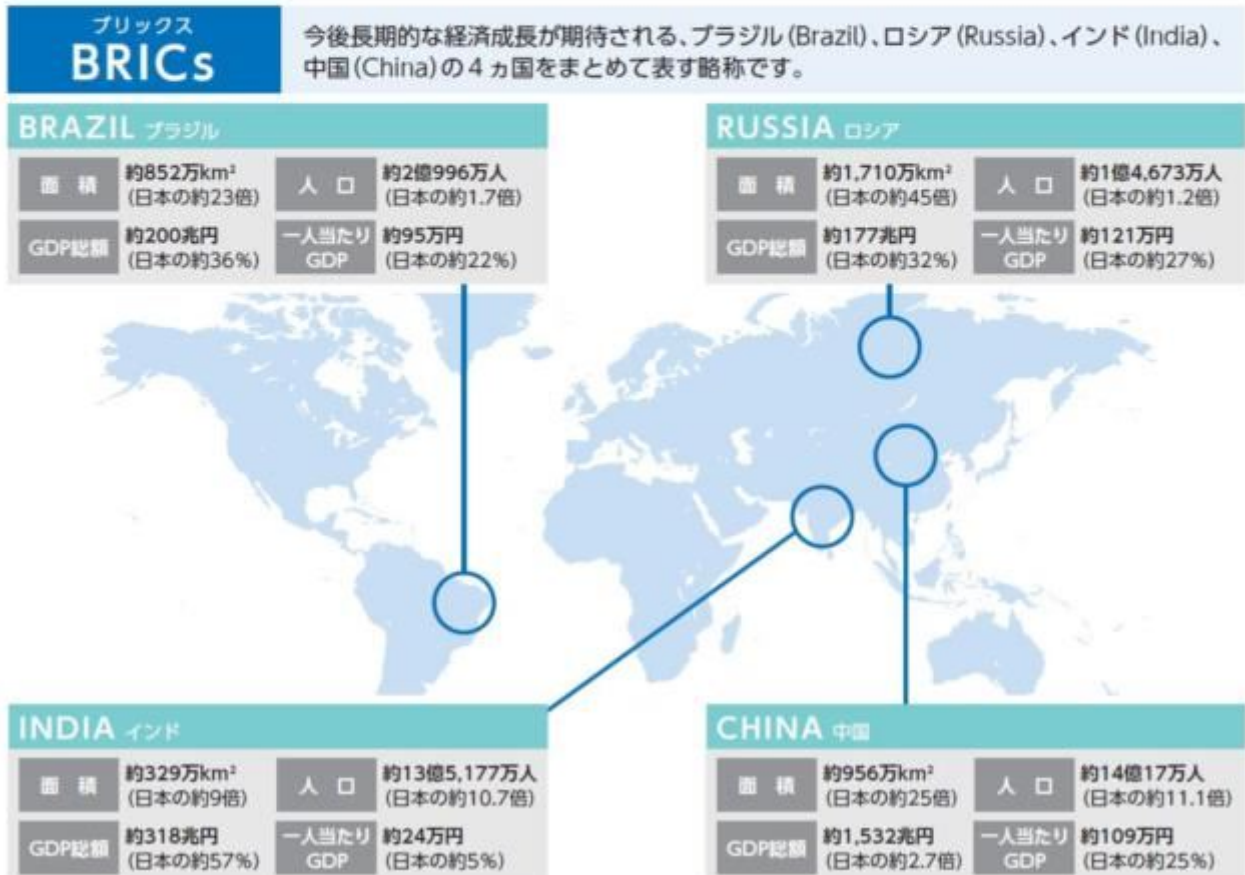 ブリックス
BRICs
今後長期的な経済成長が期待される、ブラジル(Brazil)、ロシア(Russia)、インド(India)、
中国(China)の4ヵ国をまとめて表す略称です。
BRAZIL ブラジル
面積 約852万km² (日本の約23倍)
人口 約2億996万人 (日本の約1.7倍)
GDP総額 約200兆円 (日本の約36%)
一人当たりGDP 約95万円 (日本の約22%)
RUSSIA ロシア
面積 約1,710万km² (日本の約45倍)
人口 約1億4,673万人 (日本の約1.2倍)
GDP総額 約177兆円 (日本の約32%)
一人当たりGDP 約121万円 (日本の約27%)
INDIA インド
面積 約329万km² (日本の約9倍)
人口 約13億5,177万人 (日本の約10.7倍)
GDP総額 約318兆円 (日本の約57%)
一人当たりGDP 約24万円 (日本の約5%)
CHINA 中国
面積 約956万km² (日本の約25倍)
人口 約14億17万人 (日本の約11.1倍)
GDP総額 約1,532兆円 (日本の約2.7倍)
一人当たりGDP 約109万円 (日本の約25%)